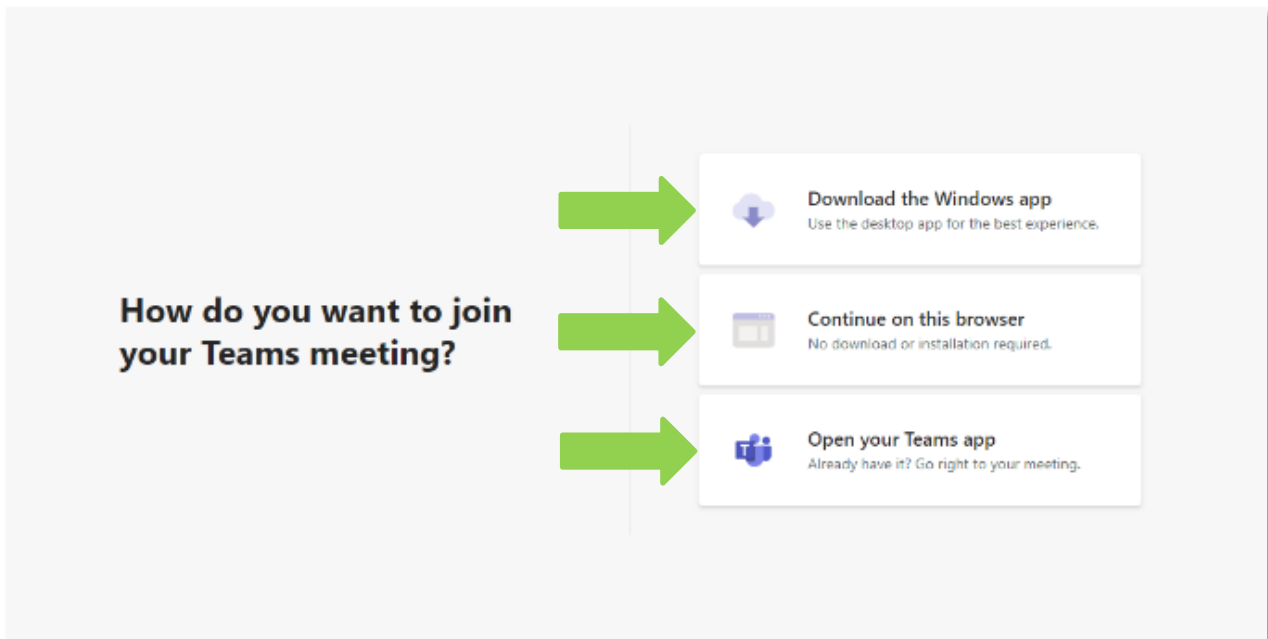 How do you want to join
your Teams meeting?
Download the Windows app
Use the desktop app for the best experience.
Continue on this browser
No download or installation required.
Open your Teams app
Already have it? Go right to your meeting.